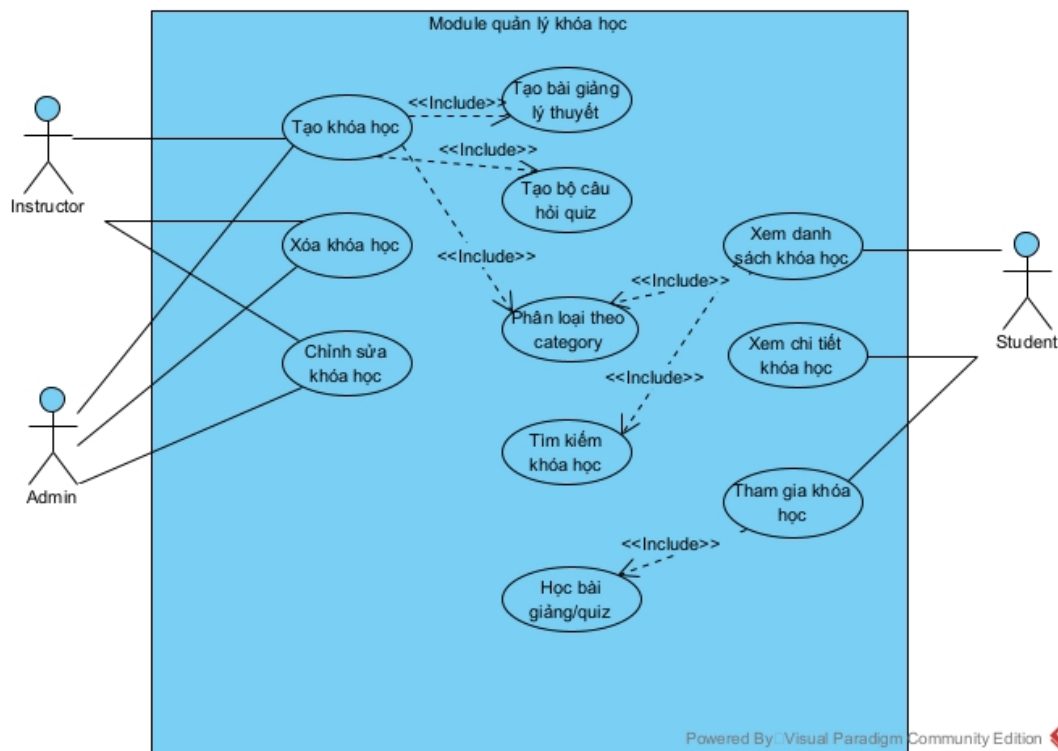 Module quản lý khóa học
Instructor
Admin
Student
Tạo khóa học
Xóa khóa học
Chỉnh sửa
khóa học
<<Include>>
Tạo bài giảng
lý thuyết
<<Include>>
Tạo bộ câu
hỏi quiz
<<Include>>
Phân loại theo
category
<<Include>>
Xem danh
sách khóa học
<<Include>>
Tìm kiếm
khóa học
Xem chi tiết
khóa học
Tham gia khóa
học
<<Include>>
Học bài
giảng/quiz
Powered By□Visual Paradigm Community Edition